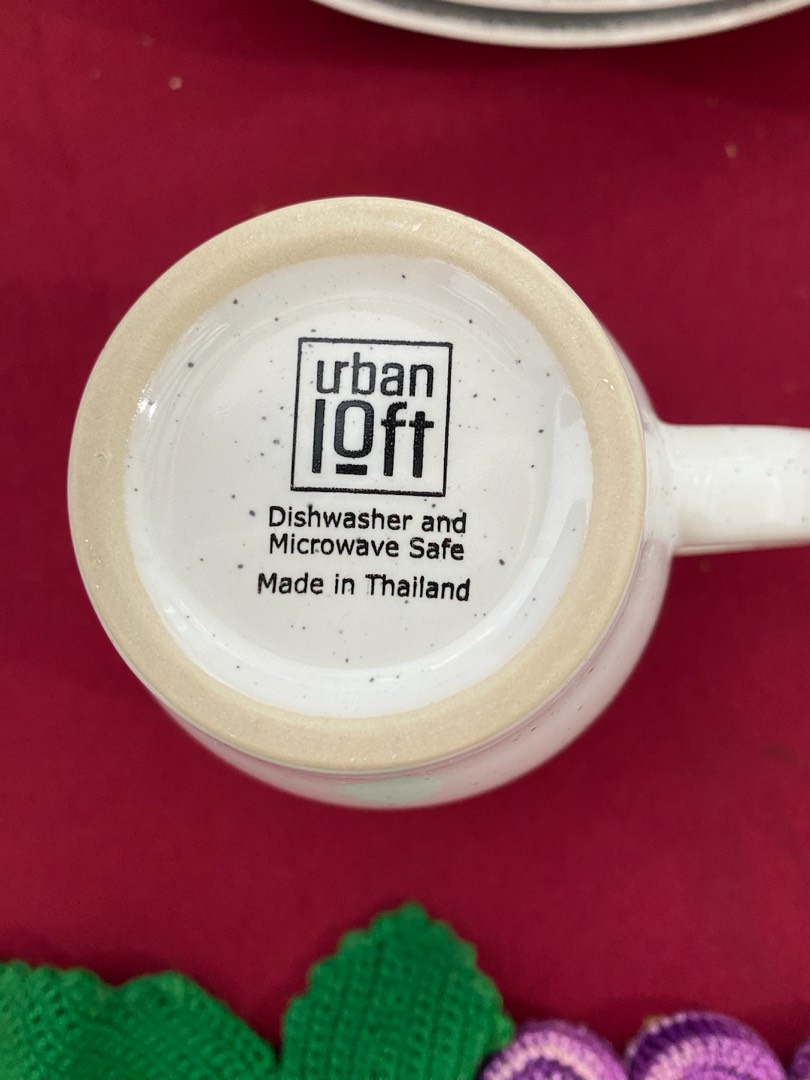 urban
loft
Dishwasher and
Microwave Safe
Made in Thailand